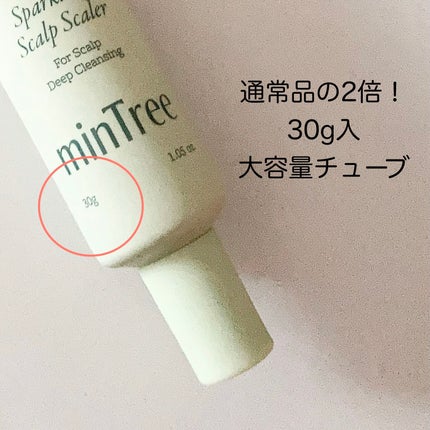 Scalp Scaler
For Scalp
Deep Cleansing
minTree
30g
1.05 oz
通常品の2倍！
30g入
大容量チューブ